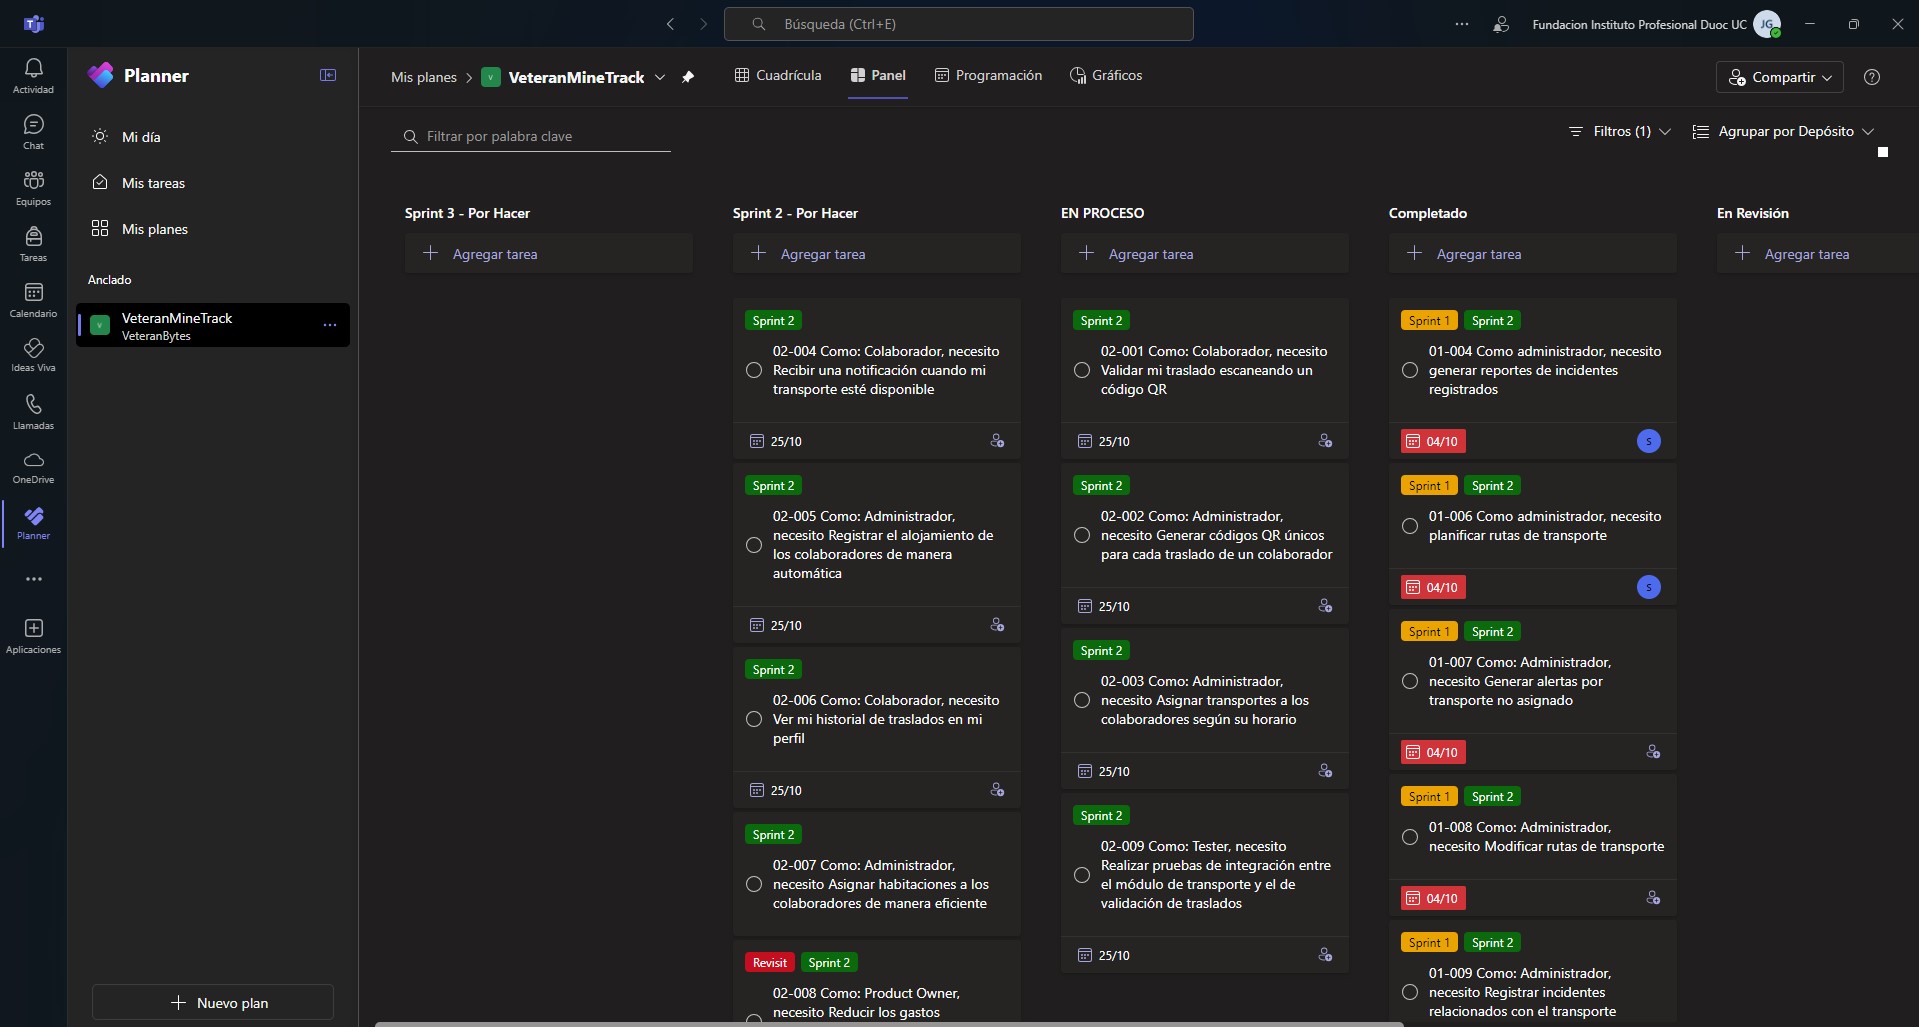 Búsqueda (Ctrl+E)
Fundacion Instituto Profesional Duoc UC
JG
Actividad
Chat
Equipos
Tareas
Calendario
Ideas Viva
Llamadas
OneDrive
Planner
Aplicaciones
Planner
Mi día
Mis tareas
Mis planes
Anclado
V
VeteranMineTrack
VeteranBytes
Nuevo plan
Mis planes
V
VeteranMineTrack
Cuadrícula
Panel
Programación
Gráficos
Compartir
Filtrar por palabra clave
Filtros (1)
Agrupar por Depósito
Sprint 3 - Por Hacer
Agregar tarea
Sprint 2 - Por Hacer
Agregar tarea
Sprint 2
02-004 Como: Colaborador, necesito
Recibir una notificación cuando mi
transporte esté disponible
25/10
Sprint 2
02-005 Como: Administrador,
necesito Registrar el alojamiento de
los colaboradores de manera
automática
25/10
Sprint 2
02-006 Como: Colaborador, necesito
Ver mi historial de traslados en mi
perfil
25/10
Sprint 2
02-007 Como: Administrador,
necesito Asignar habitaciones a los
colaboradores de manera eficiente
Revisit Sprint 2
02-008 Como: Product Owner,
necesito Reducir los gastos
EN PROCESO
Agregar tarea
Sprint 2
02-001 Como: Colaborador, necesito
Validar mi traslado escaneando un
código QR
25/10
Sprint 2
02-002 Como: Administrador,
necesito Generar códigos QR únicos
para cada traslado de un colaborador
25/10
Sprint 2
02-003 Como: Administrador,
necesito Asignar transportes a los
colaboradores según su horario
25/10
Sprint 2
02-009 Como: Tester, necesito
Realizar pruebas de integración entre
el módulo de transporte y el de
validación de traslados
25/10
Completado
Agregar tarea
Sprint 1 Sprint 2
01-004 Como administrador, necesito
generar reportes de incidentes
registrados
04/10
S
Sprint 1 Sprint 2
01-006 Como administrador, necesito
planificar rutas de transporte
04/10
S
Sprint 1 Sprint 2
01-007 Como: Administrador,
necesito Generar alertas por
transporte no asignado
04/10
Sprint 1 Sprint 2
01-008 Como: Administrador,
necesito Modificar rutas de transporte
04/10
Sprint 1 Sprint 2
01-009 Como: Administrador,
necesito Registrar incidentes
relacionados con el transporte
En Revisión
Agregar tarea